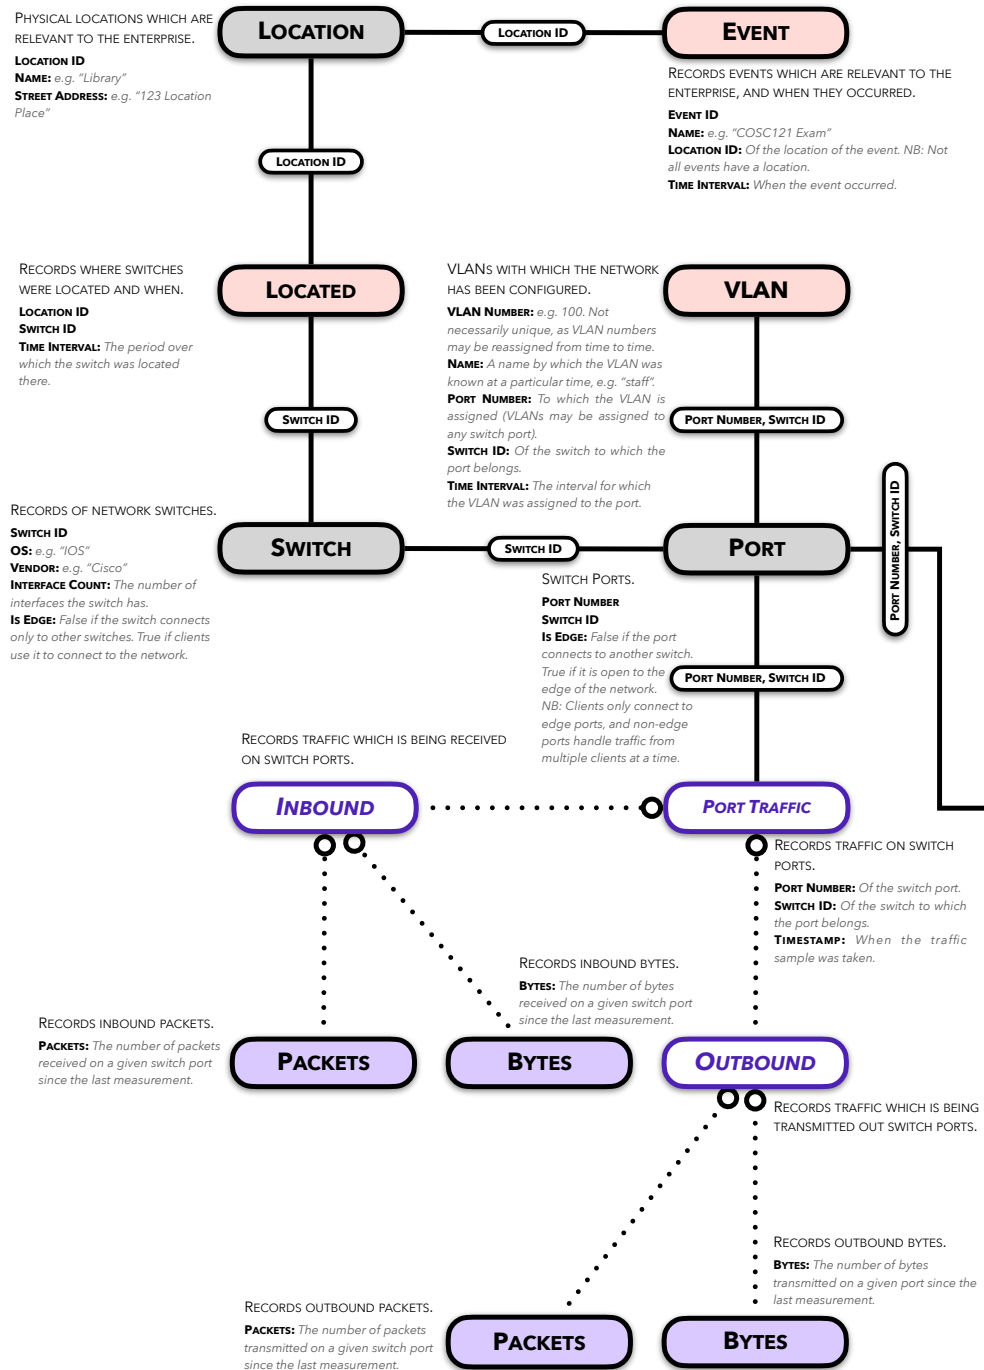 Physical locations which are
relevant to the enterprise.
Location ID
Name: e.g. “Library”
Street Address: e.g. “123 Location
Place”
Location
Location ID
Event
Records events which are relevant to the
enterprise, and when they occurred.
Event ID
Name: e.g. “COSC121 Exam”
Location ID: Of the location of the event. NB: Not
all events have a location.
Time Interval: When the event occurred.
Location ID
Records where switches
were located and when.
Location ID
Switch ID
Time Interval: The period over
which the switch was located
there.
Located
VLANs with which the network
has been configured.
VLAN Number: e.g. 100. Not
necessarily unique, as VLAN numbers
may be reassigned from time to time.
Name: A name by which the VLAN was
known at a particular time, e.g. “staff”.
Port Number: To which the VLAN is
assigned (VLANs may be assigned to
any switch port).
Switch ID: Of the switch to which the
port belongs.
Time Interval: The interval for which
the VLAN was assigned to the port.
VLAN
Switch ID
Port Number, Switch ID
Port Number, Switch ID
Records of network switches.
Switch ID
OS: e.g. “IOS”
Vendor: e.g. “Cisco”
Interface Count: The number of
interfaces the switch has.
Is Edge: False if the switch connects
only to other switches. True if clients
use it to connect to the network.
Switch
Switch ID
Port
Switch Ports.
Port Number
Switch ID
Is Edge: False if the port
connects to another switch.
True if it is open to the
edge of the network.
NB: Clients only connect to
edge ports, and non-edge
ports handle traffic from
multiple clients at a time.
Port Number, Switch ID
Records traffic which is being received
on switch ports.
Inbound
Port Traffic
Records traffic on switch
ports.
Port Number: Of the switch port.
Switch ID: Of the switch to which
the port belongs.
Timestamp: When the traffic
sample was taken.
Records inbound bytes.
Bytes: The number of bytes
received on a given switch port
since the last measurement.
Records inbound packets.
Packets: The number of packets
received on a given switch port
since the last measurement.
Packets
Bytes
Outbound
Records traffic which is being
transmitted out switch ports.
Records outbound bytes.
Bytes: The number of bytes
transmitted on a given port since the
last measurement.
Records outbound packets.
Packets: The number of packets
transmitted on a given switch port
since the last measurement.
Packets
Bytes